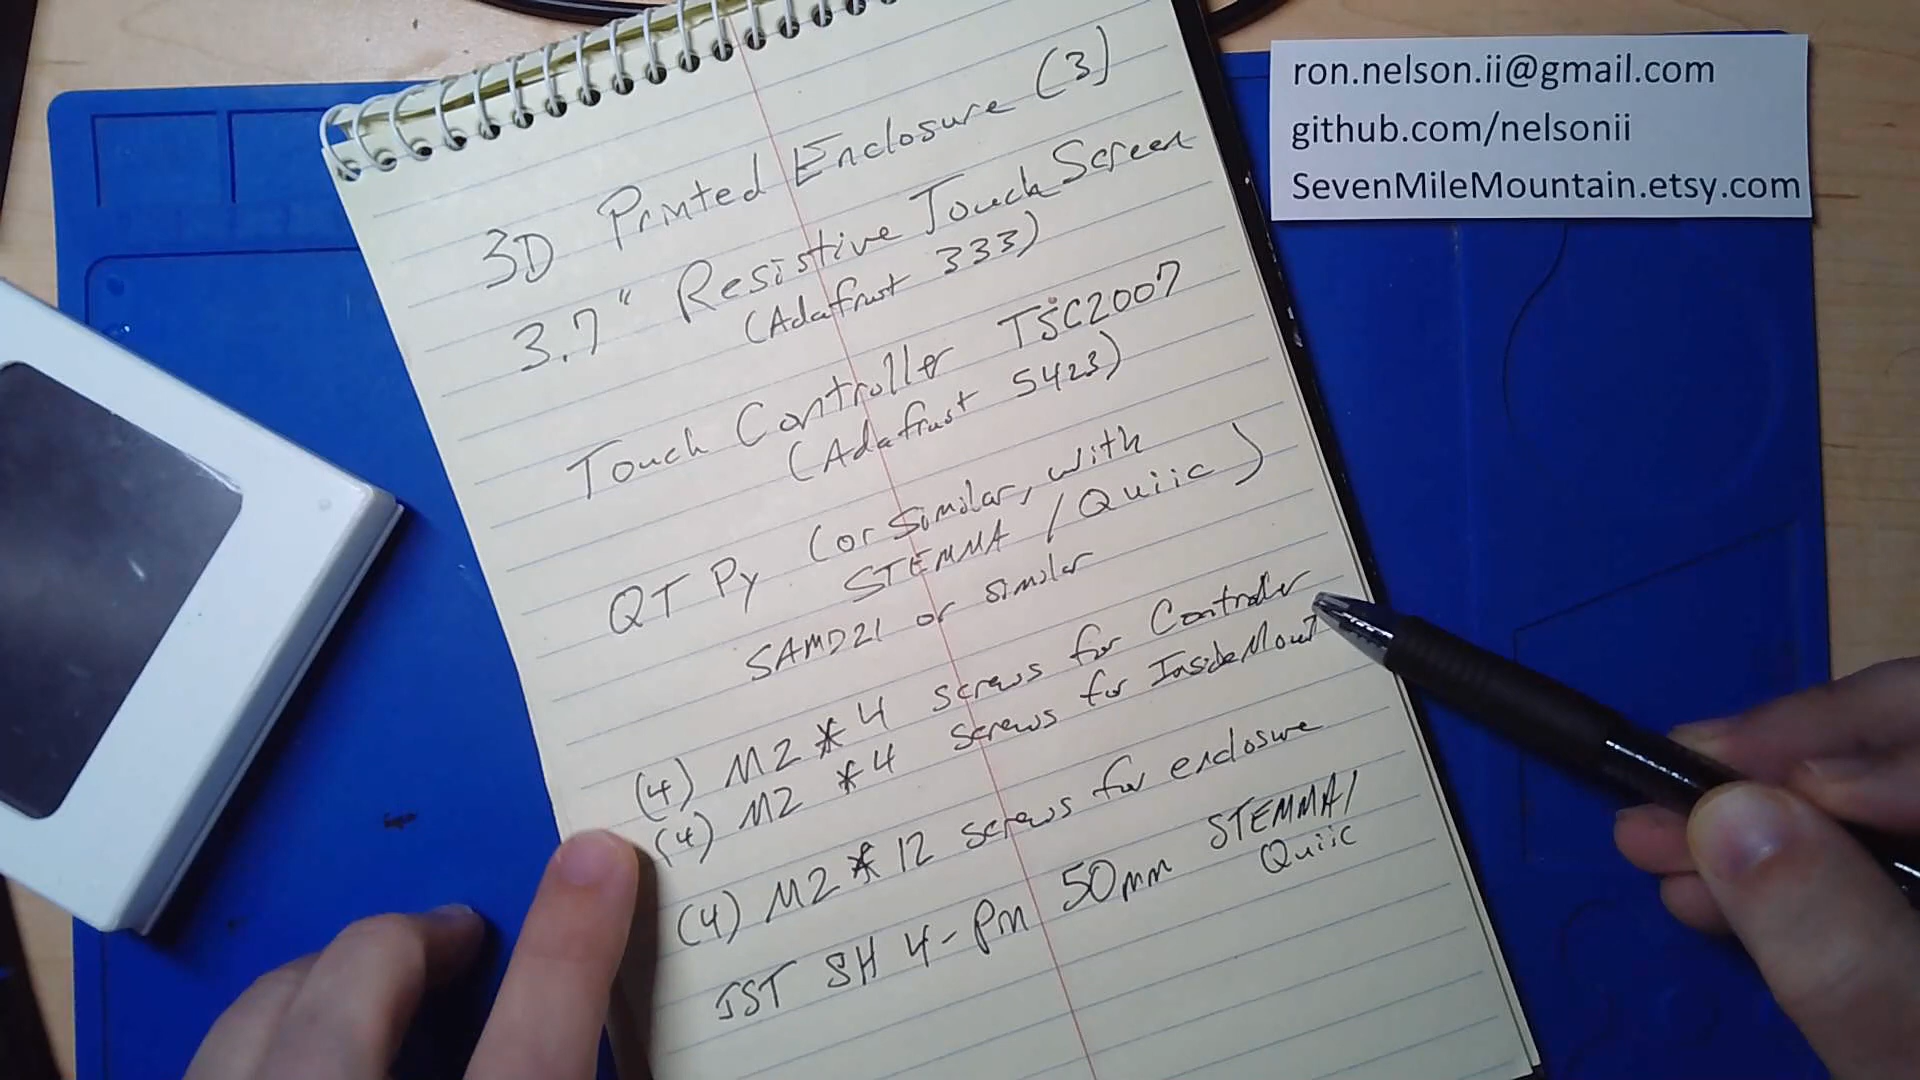 3D Printed Enclosure (3)
3.7" Resistive Touch Screen
(Adafruit 333)
Touch Controller TSC2007
(Adafruit 5423)
QT Py (or Similar, with
STEMMA / Quiic)
SAMD21 or similar
(4) M2*4 screws for Controller
(4) M2 *4 screws for InsideMount
(4) M2*12 screws for enclosure
JST SH 4-Pin 50mm STEMMA/
Quiic
ron.nelson.ii@gmail.com
github.com/nelsonii
SevenMileMountain.etsy.com